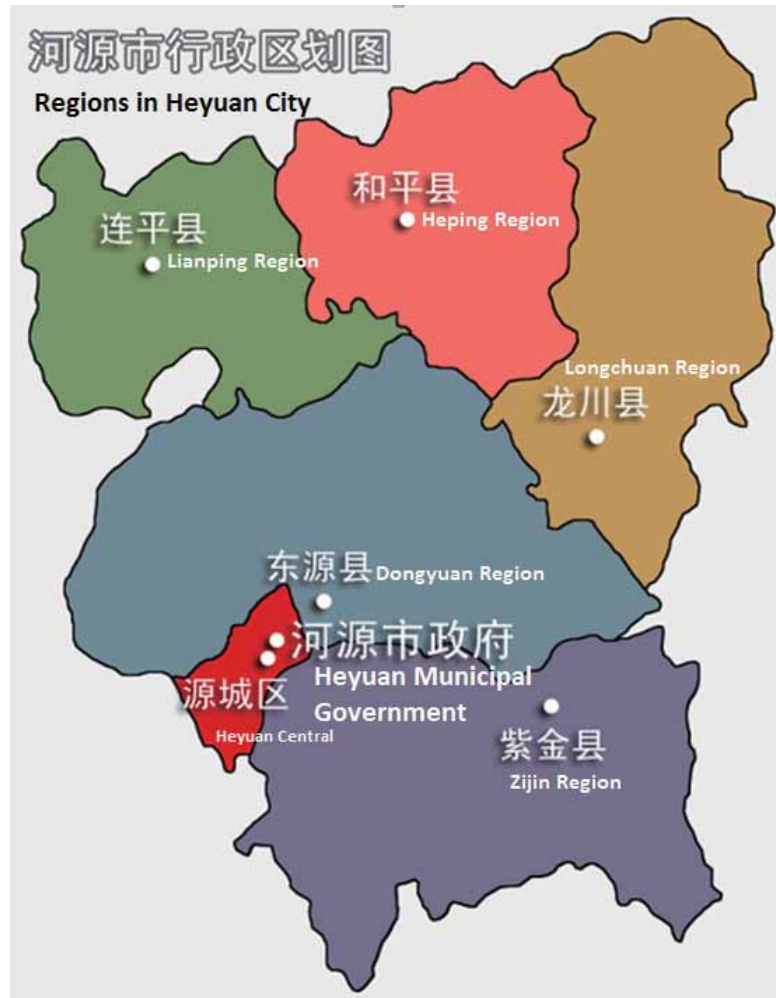 河源市行政区划图
Regions in Heyuan City
和平县
Heping Region
连平县
Lianping Region
Longchuan Region
龙川县
东源县
Dongyuan Region
河源市政府
Heyuan Municipal
Government
源城区
Heyuan Central
紫金县
Zijin Region